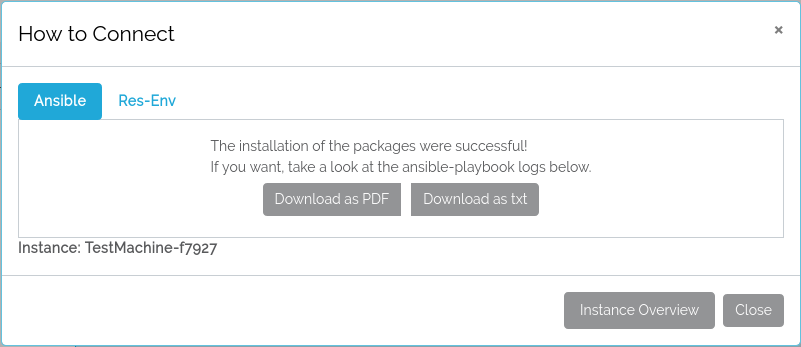 How to Connect
×
Ansible Res-Env
The installation of the packages were successful!
If you want, take a look at the ansible-playbook logs below.
Download as PDF Download as txt
Instance: TestMachine-f7927
Instance Overview Close